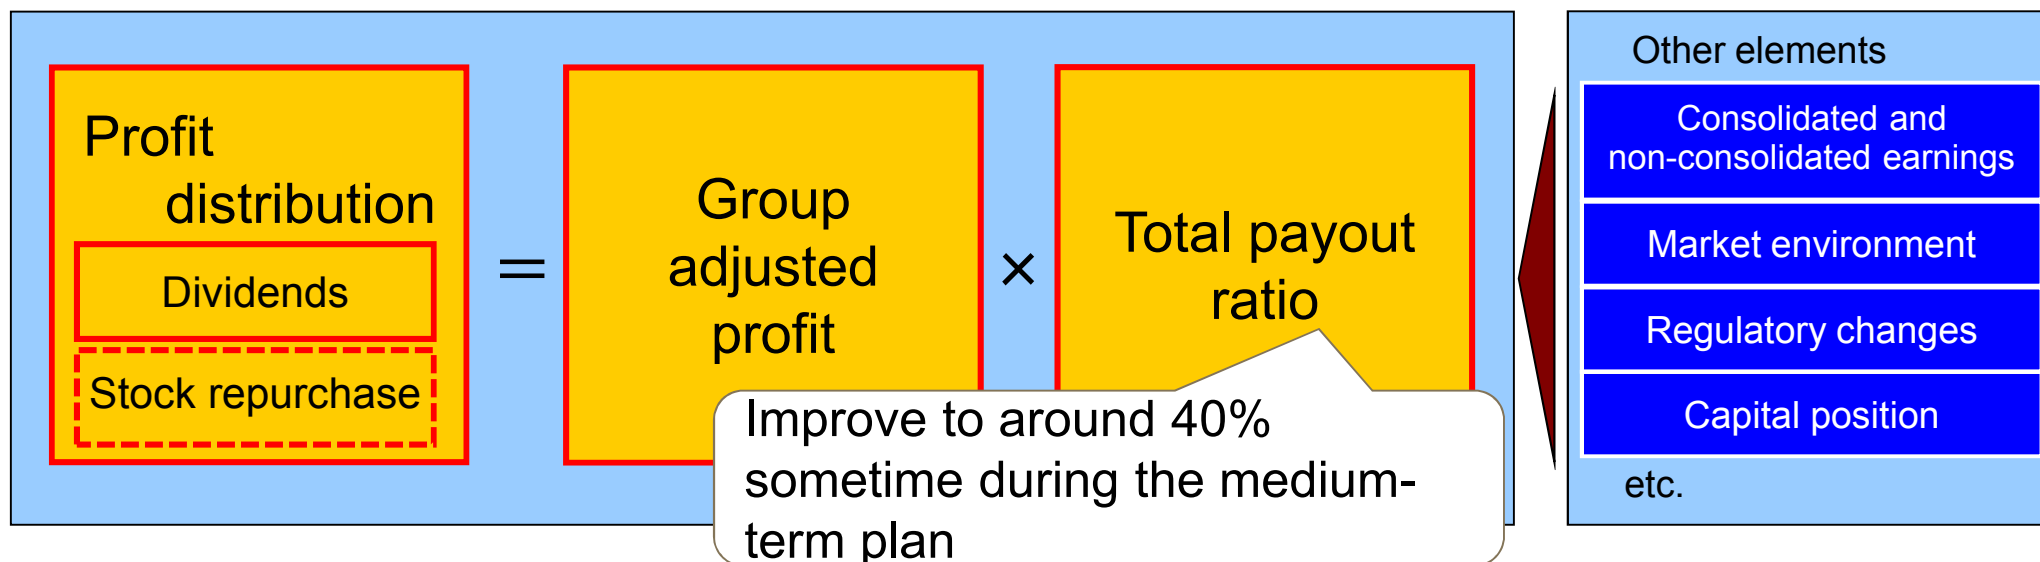 Profit
distribution
Dividends
Stock repurchase
=
Group
adjusted
profit
×
Total payout
ratio
Improve to around 40%
sometime during the medium-
term plan
Other elements
Consolidated and
non-consolidated earnings
Market environment
Regulatory changes
Capital position
etc.